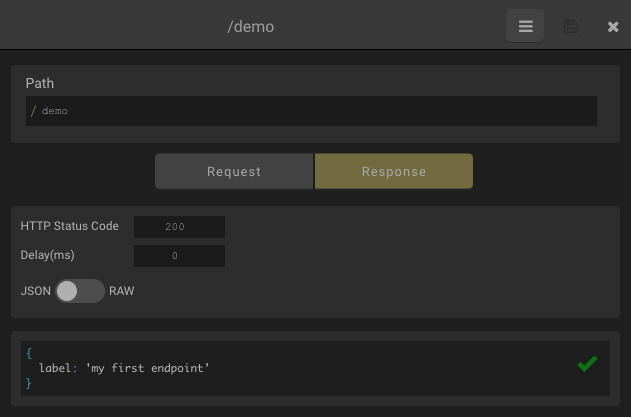 /demo
Path
/ demo
Request Response
HTTP Status Code 200
Delay(ms) 0
JSON RAW
{
label: 'my first endpoint'
}